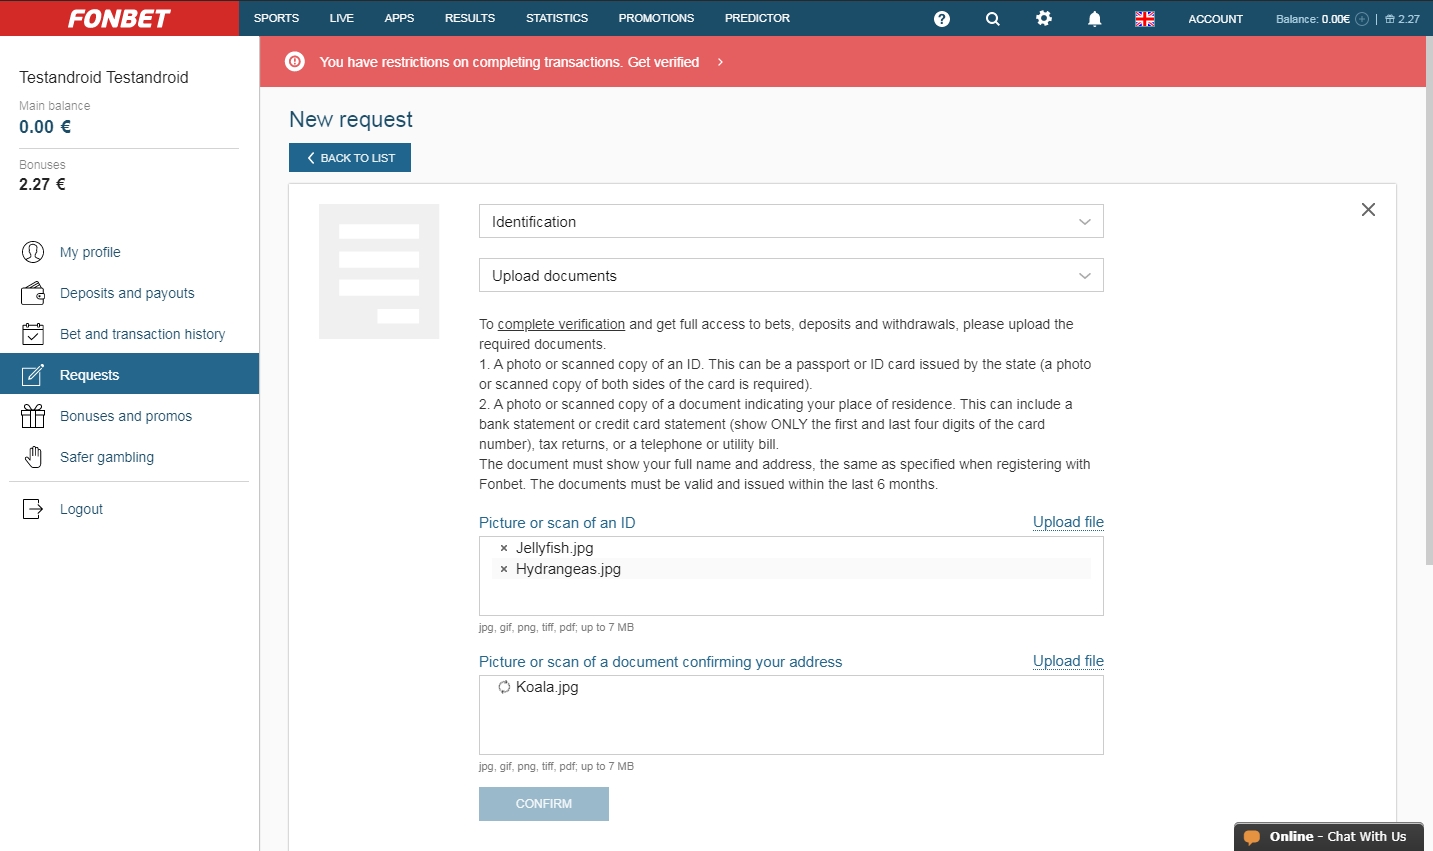 FONBET
SPORTS LIVE APPS RESULTS STATISTICS PROMOTIONS PREDICTOR ACCOUNT Balance: 0.00€ | 2.27
Testandroid Testandroid
Main balance
0.00 €
Bonuses
2.27 €
My profile
Deposits and payouts
Bet and transaction history
Requests
Bonuses and promos
Safer gambling
Logout
You have restrictions on completing transactions. Get verified
New request
BACK TO LIST
Identification
Upload documents
To complete verification and get full access to bets, deposits and withdrawals, please upload the
required documents.
1. A photo or scanned copy of an ID. This can be a passport or ID card issued by the state (a photo
or scanned copy of both sides of the card is required).
2. A photo or scanned copy of a document indicating your place of residence. This can include a
bank statement or credit card statement (show ONLY the first and last four digits of the card
number), tax returns, or a telephone or utility bill.
The document must show your full name and address, the same as specified when registering with
Fonbet. The documents must be valid and issued within the last 6 months.
Picture or scan of an ID Upload file
Jellyfish.jpg
Hydrangeas.jpg
jpg, gif, png, tiff, pdf; up to 7 MB
Picture or scan of a document confirming your address Upload file
Koala.jpg
jpg, gif, png, tiff, pdf; up to 7 MB
CONFIRM
Online - Chat With Us